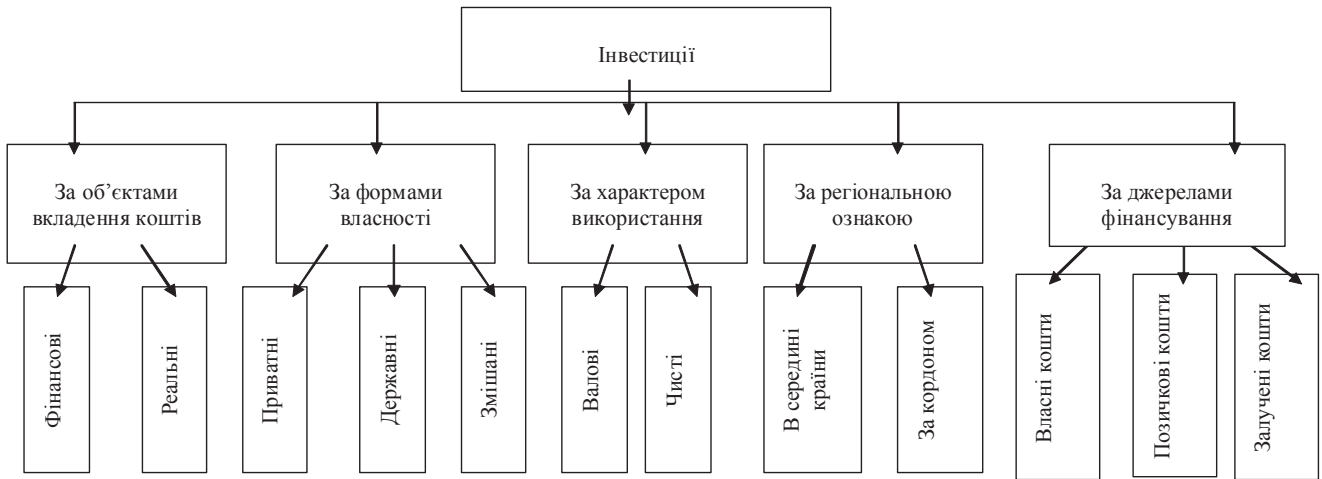 Інвестиції
За об’єктами
вкладення коштів
За формами
власності
За характером
використання
За регіональною
ознакою
За джерелами
фінансування
Фінансові
Реальні
Приватні
Державні
Змішані
Валові
Чисті
В середині
країни
За кордоном
Власні кошти
Позичкові кошти
Залучені кошти